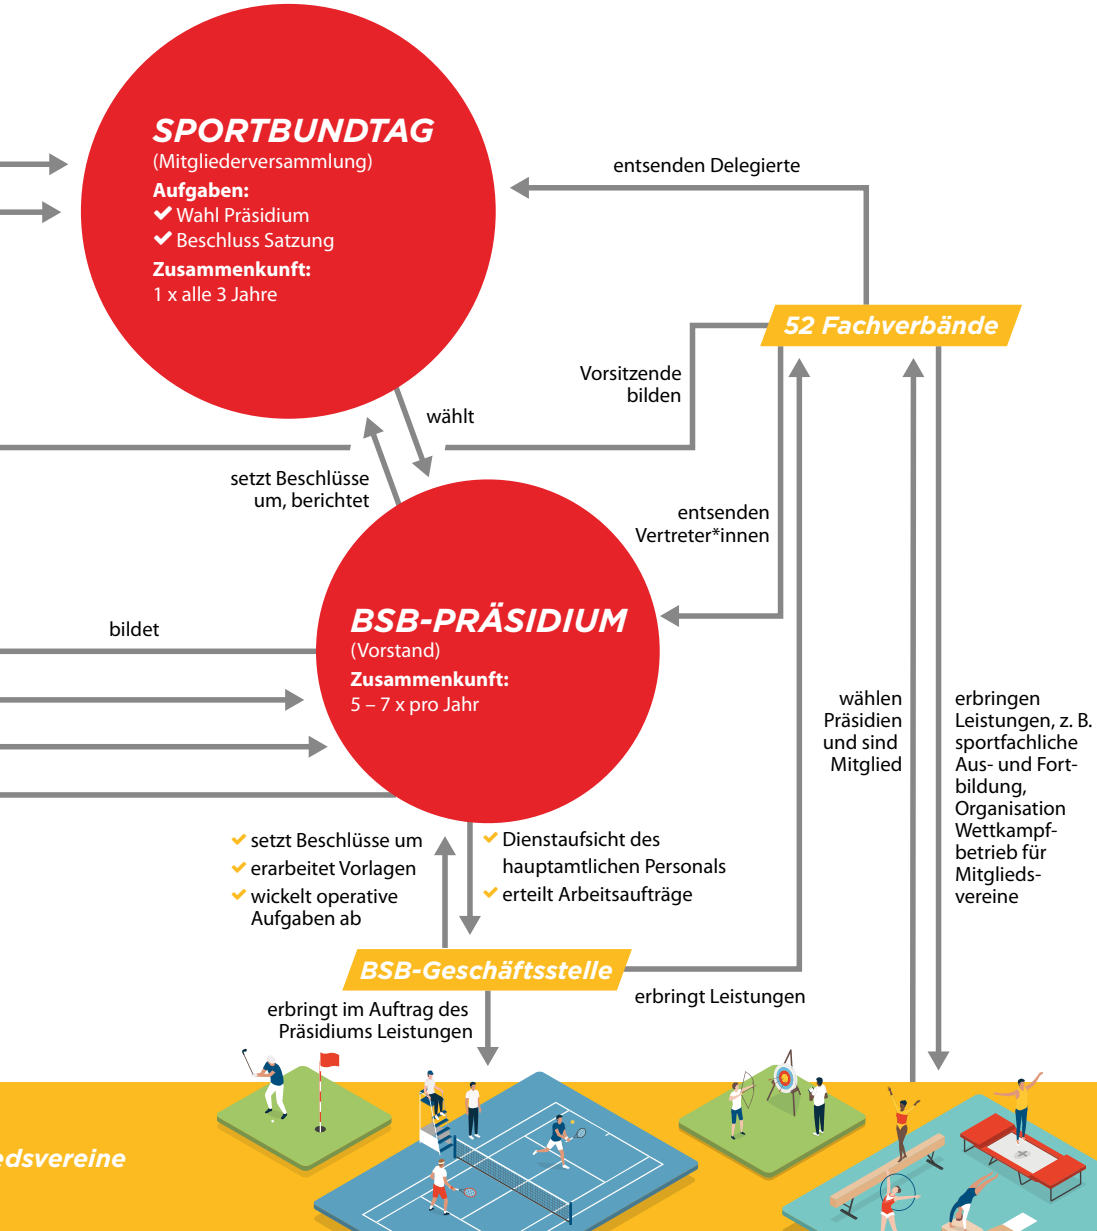 SPORTBUNDTAG
(Mitgliederversammlung)
Aufgaben:
Wahl Präsidium
Beschluss Satzung
Zusammenkunft:
1 x alle 3 Jahre
entsenden Delegierte
52 Fachverbände
Vorsitzende
bilden
wählt
setzt Beschlüsse
um, berichtet
entsenden
Vertreter*innen
BSB-PRÄSIDIUM
(Vorstand)
Zusammenkunft:
5 – 7 x pro Jahr
bildet
wählen
Präsidien
und sind
Mitglied
erbringen
Leistungen, z. B.
sportfachliche
Aus- und Fort-
bildung,
Organisation
Wettkampf-
betrieb für
Mitglieds-
vereine
setzt Beschlüsse um
erarbeitet Vorlagen
wickelt operative
Aufgaben ab
Dienstaufsicht des
hauptamtlichen Personals
erteilt Arbeitsaufträge
BSB-Geschäftsstelle
erbringt im Auftrag des
Präsidiums Leistungen
erbringt Leistungen
edsvereine